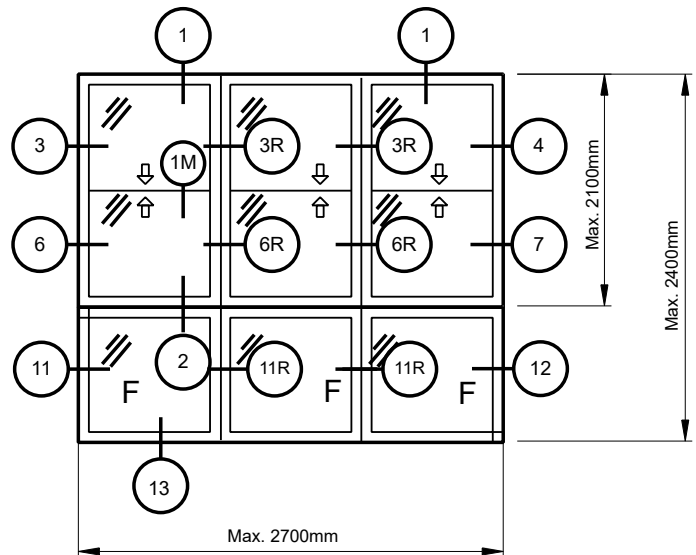 1 1
3 1M 3R 3R 4
6 6R 6R 7
11 F 2 11R F 11R F 12
13
Max. 2100mm
Max. 2400mm
Max. 2700mm